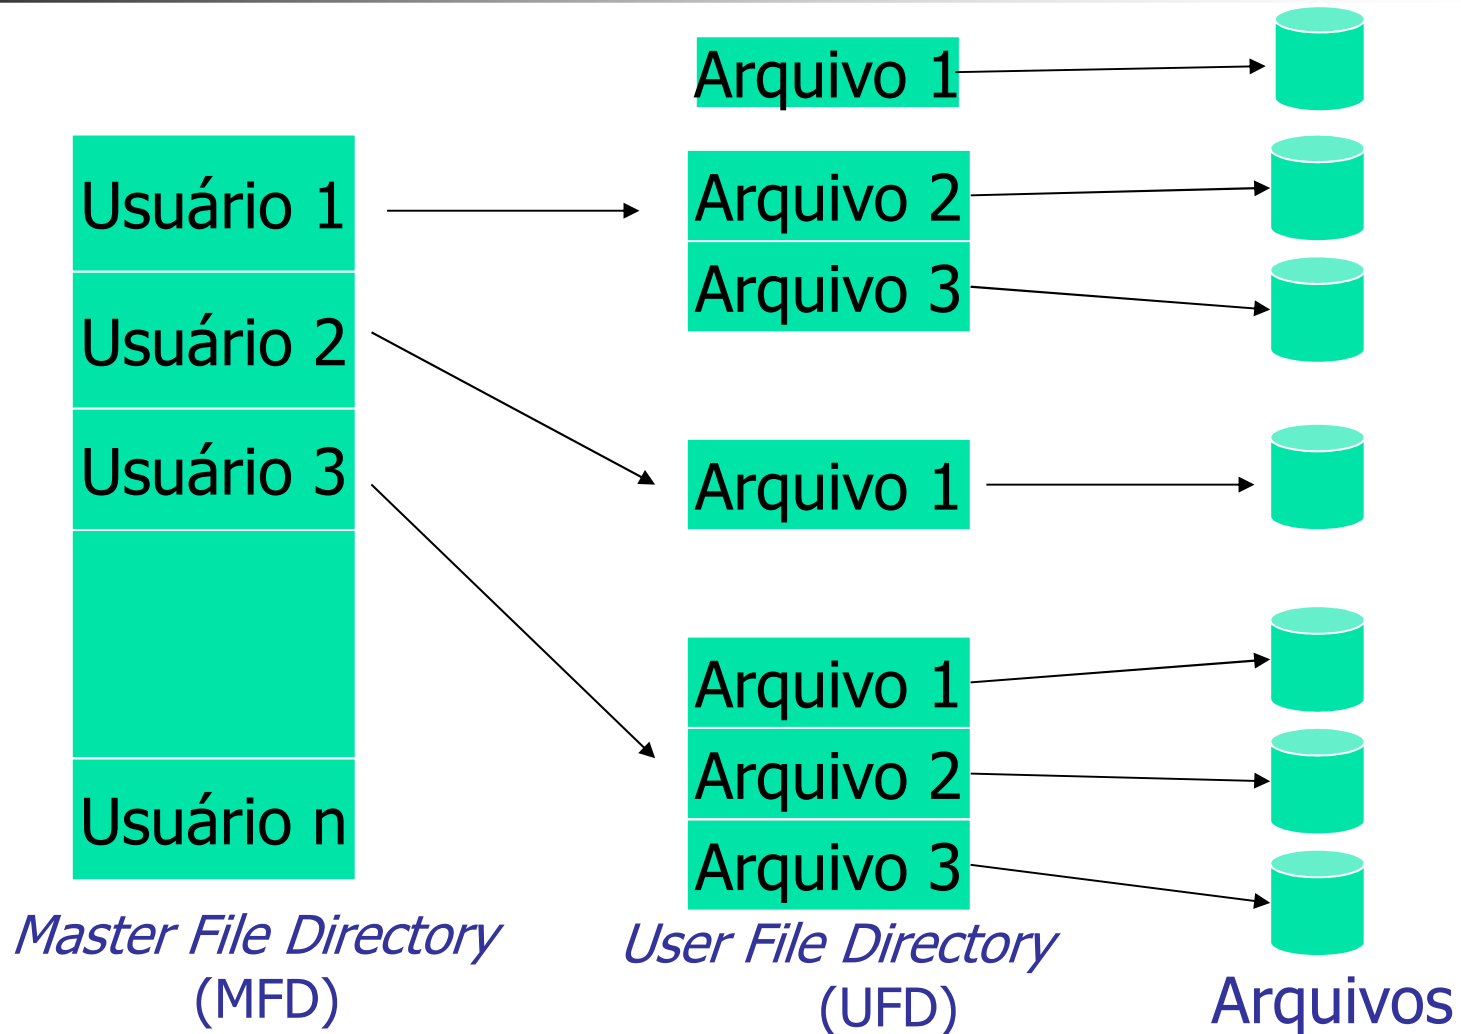 Usuário 1
Usuário 2
Usuário 3
Usuário n
Master File Directory
(MFD)
Arquivo 1
Arquivo 2
Arquivo 3
Arquivo 1
Arquivo 1
Arquivo 2
Arquivo 3
User File Directory
(UFD)
Arquivos